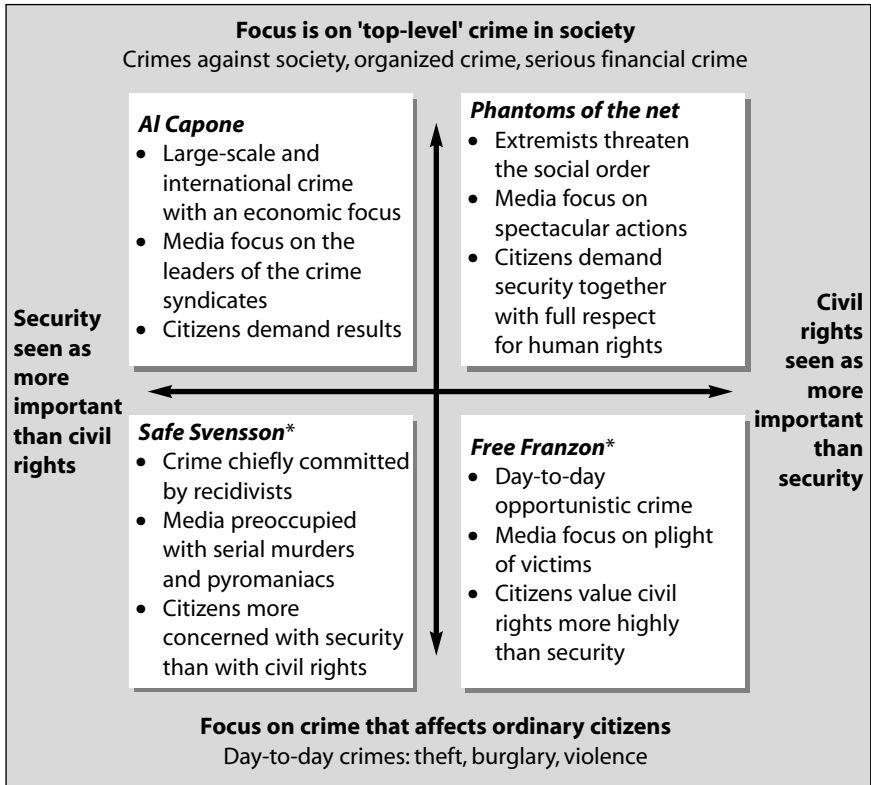 Focus is on 'top-level' crime in society
Crimes against society, organized crime, serious financial crime
Al Capone
• Large-scale and
international crime
with an economic focus
• Media focus on the
leaders of the crime
syndicates
• Citizens demand results
Phantoms of the net
• Extremists threaten
the social order
• Media focus on
spectacular actions
• Citizens demand
security together
with full respect
for human rights
Security
seen as
more
important
than civil
rights
Civil
rights
seen as
more
important
than
security
Safe Svensson*
• Crime chiefly committed
by recidivists
• Media preoccupied
with serial murders
and pyromaniacs
• Citizens more
concerned with security
than with civil rights
Free Franzon*
• Day-to-day
opportunistic crime
• Media focus on plight
of victims
• Citizens value civil
rights more highly
than security
Focus on crime that affects ordinary citizens
Day-to-day crimes: theft, burglary, violence